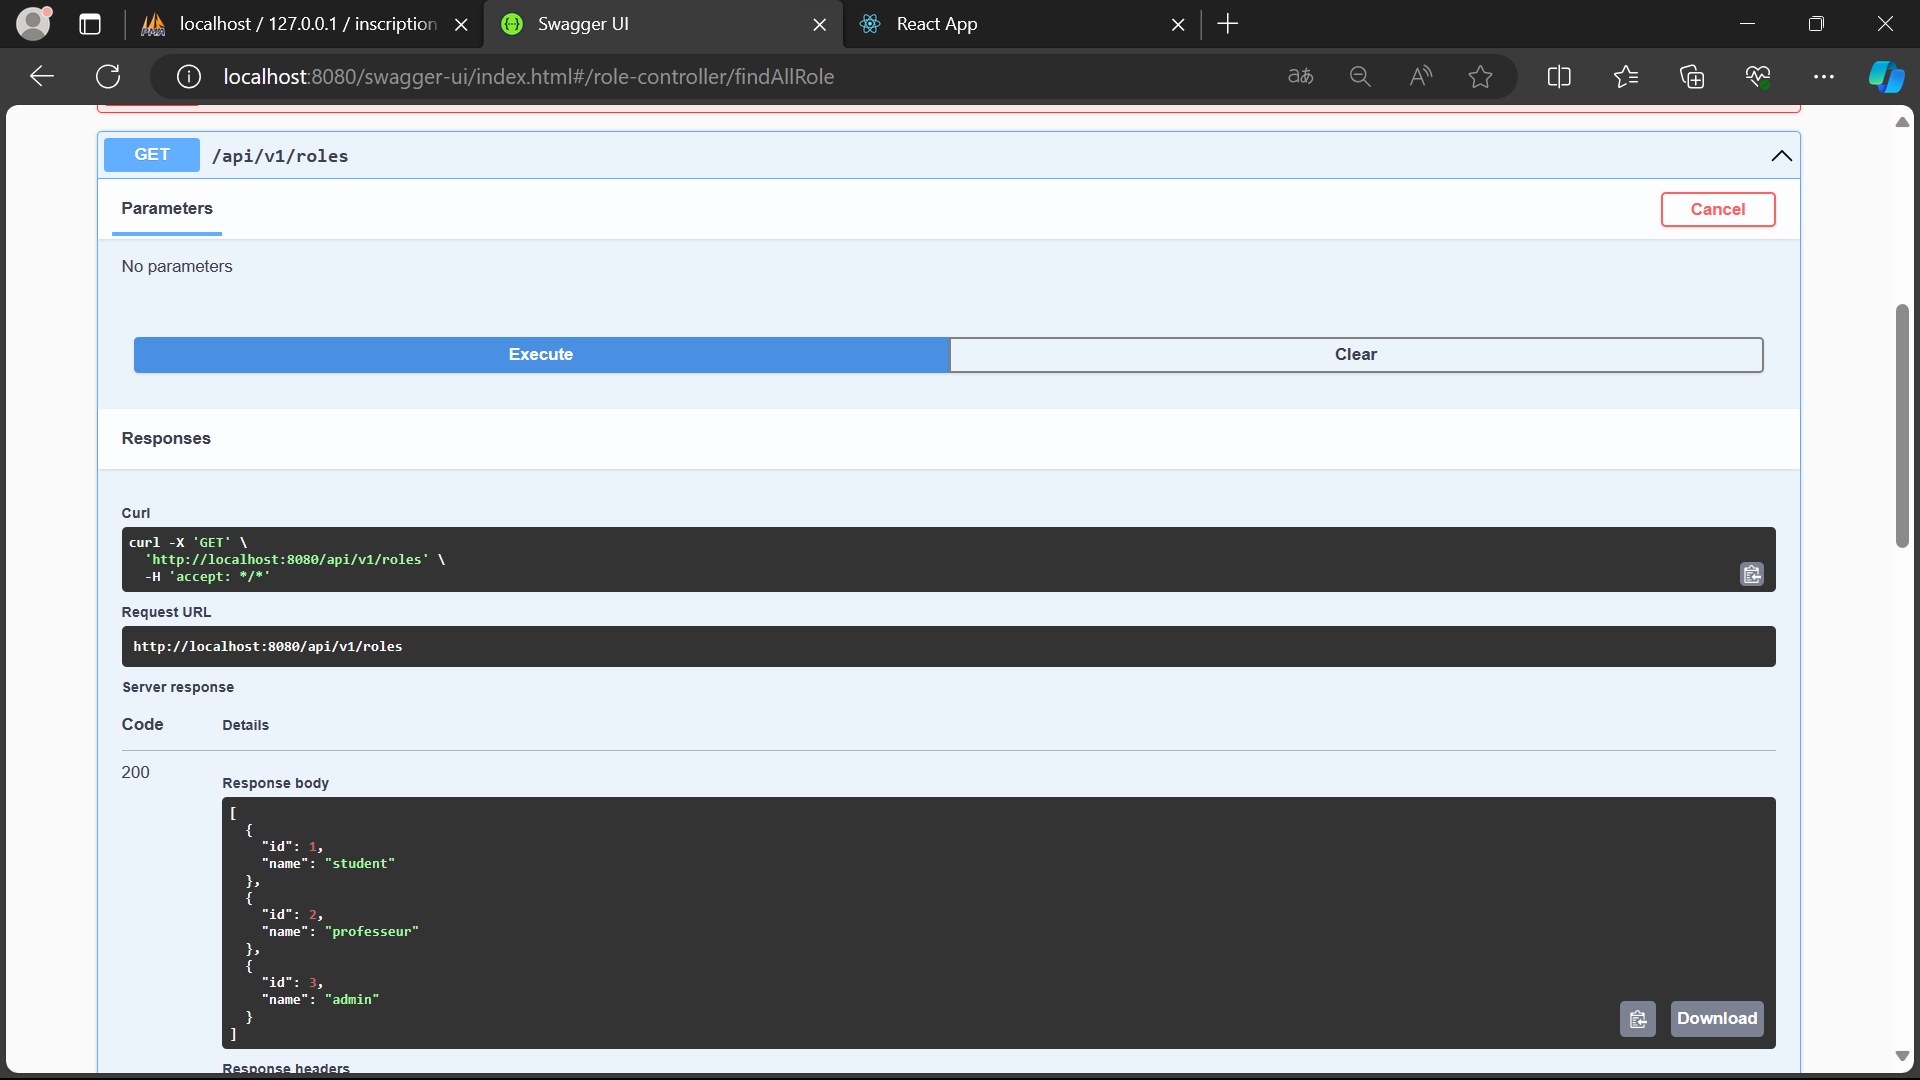 localhost / 127.0.0.1 / inscription
Swagger UI
React App
localhost:8080/swagger-ui/index.html#/role-controller/findAllRole
GET /api/v1/roles
Parameters
Cancel
No parameters
Execute
Clear
Responses
Curl
curl -X 'GET' \
  'http://localhost:8080/api/v1/roles' \
  -H 'accept: */*'
Request URL
http://localhost:8080/api/v1/roles
Server response
Code Details
200
Response body
[
  {
    "id": 1,
    "name": "student"
  },
  {
    "id": 2,
    "name": "professeur"
  },
  {
    "id": 3,
    "name": "admin"
  }
]
Download
Response headers